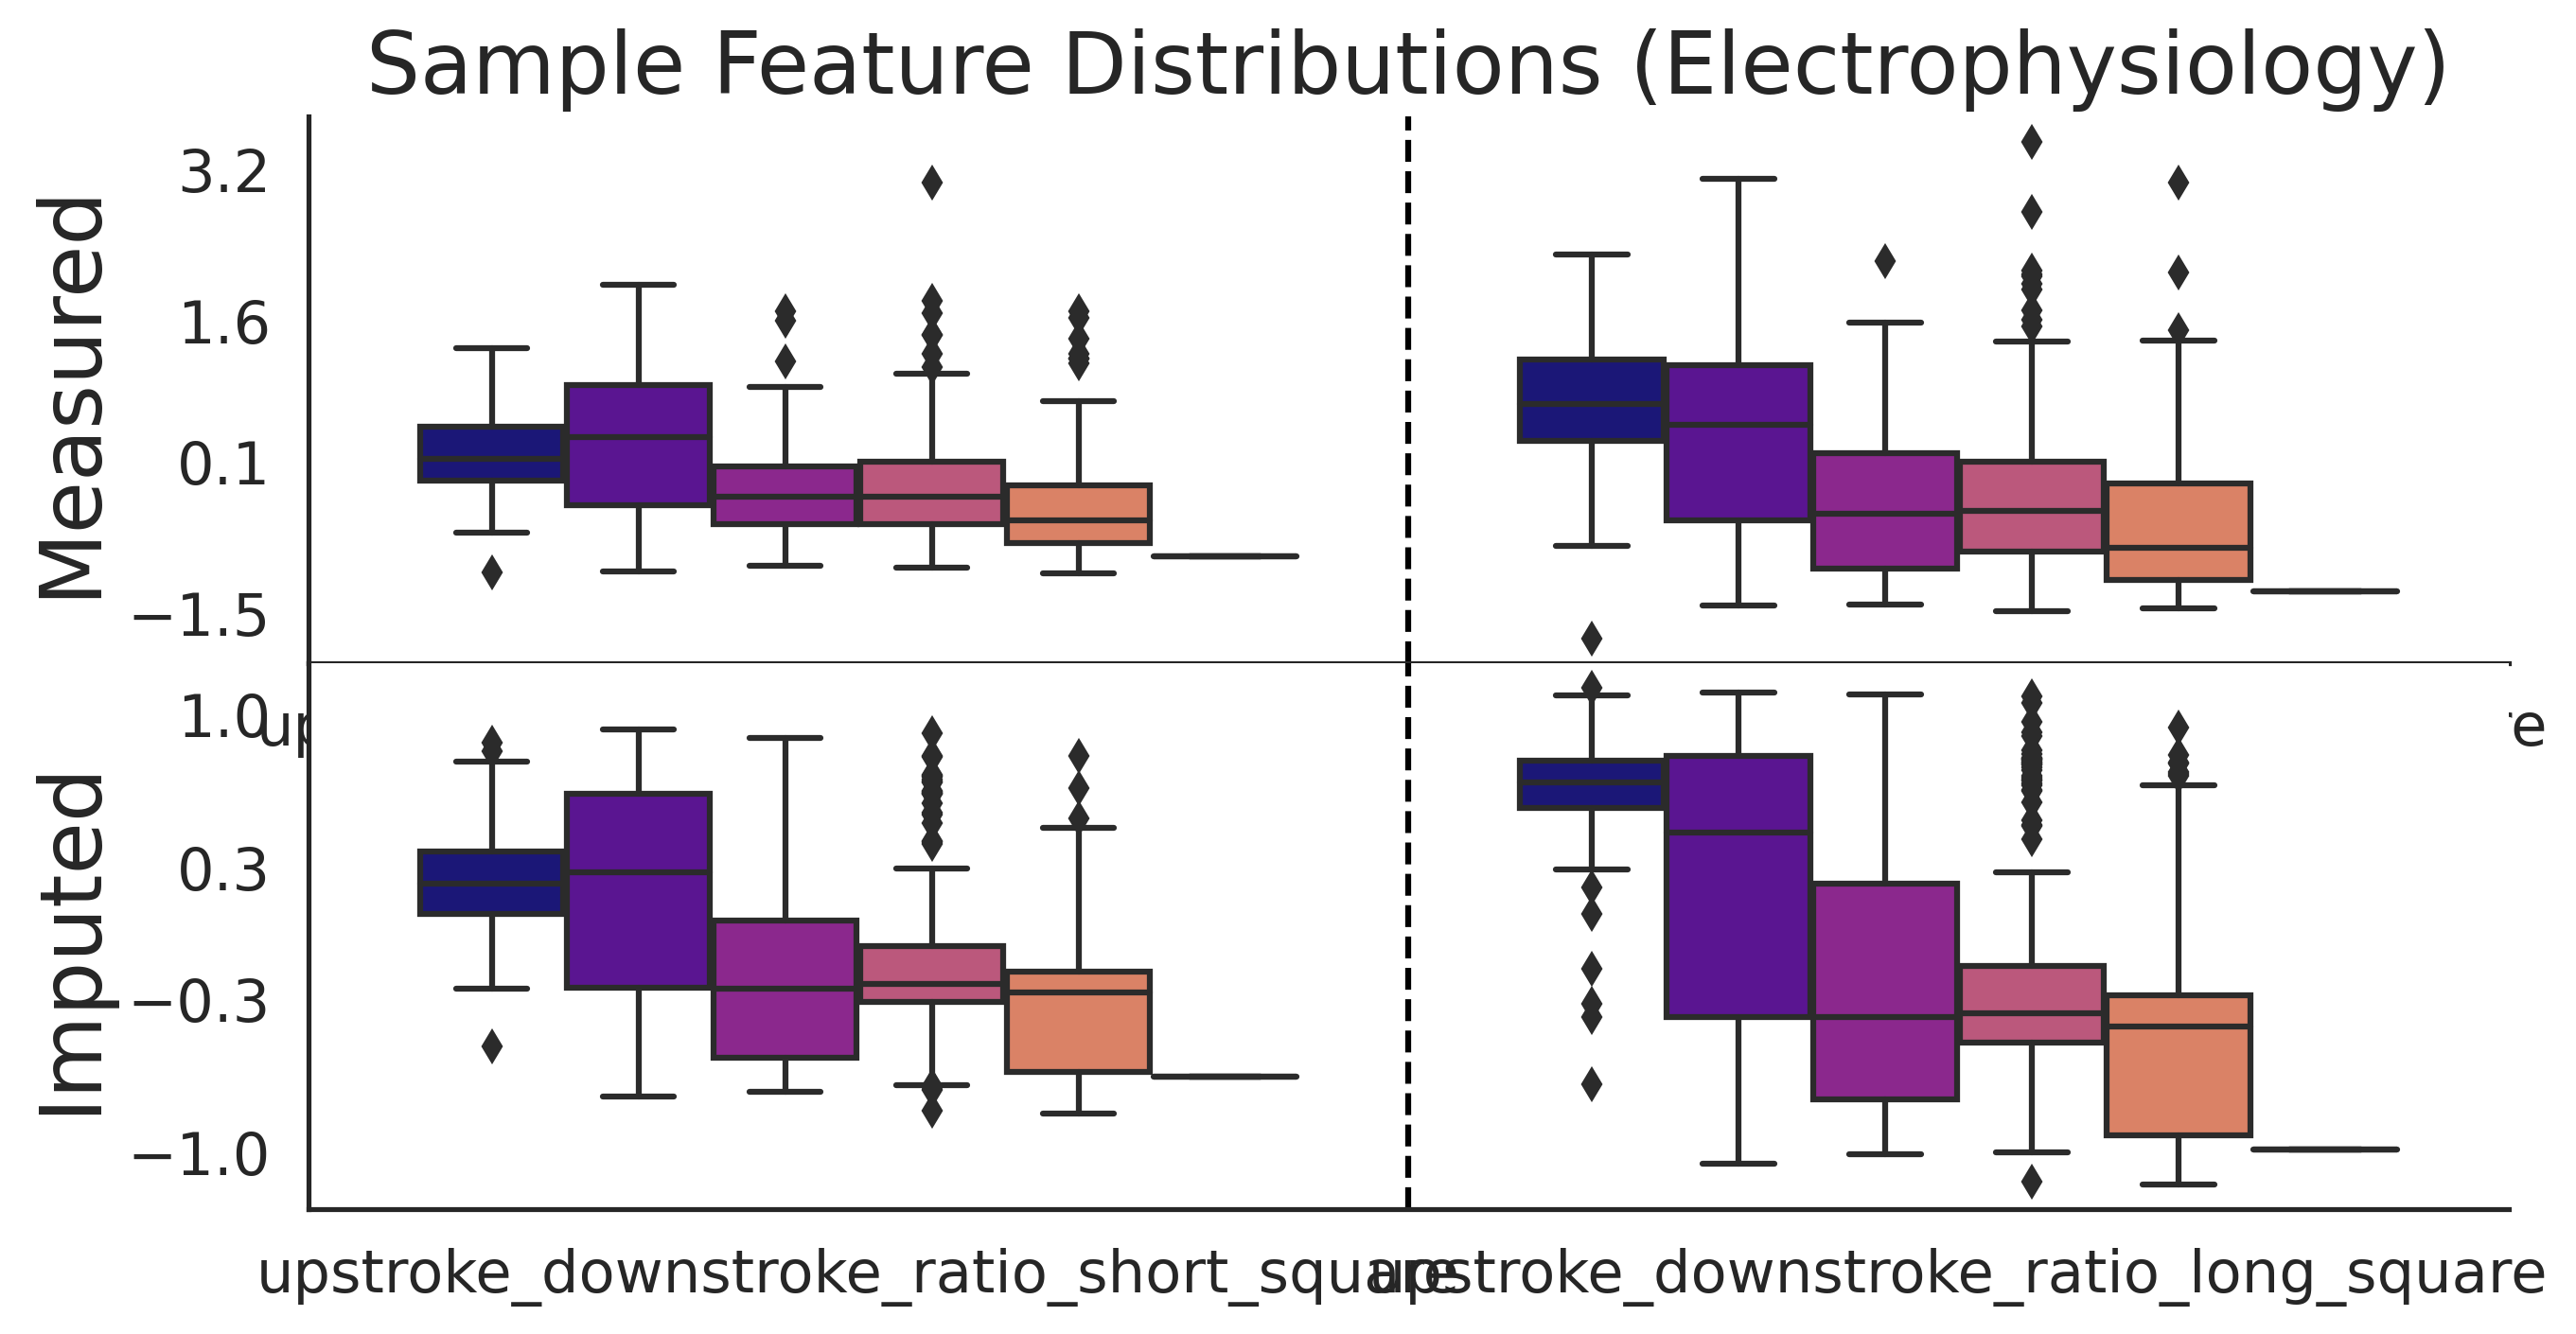 Sample Feature Distributions (Electrophysiology)
Measured
3.2
1.6
0.1
−1.5
Imputed
1.0
0.3
−0.3
−1.0
upstroke_downstroke_ratio_short_square
upstroke_downstroke_ratio_long_square